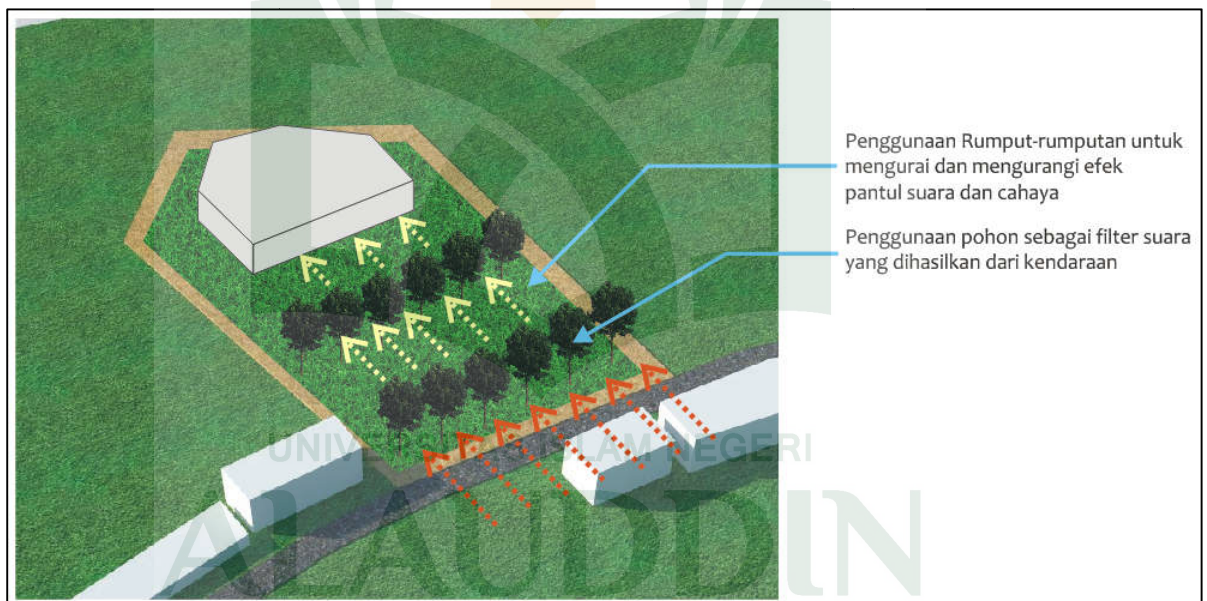 Penggunaan Rumput-rumputan untuk
mengurai dan mengurangi efek
pantul suara dan cahaya
Penggunaan pohon sebagai filter suara
yang dihasilkan dari kendaraan
UNIVERSITAS ISLAM NEGERI
ALAUDDIN